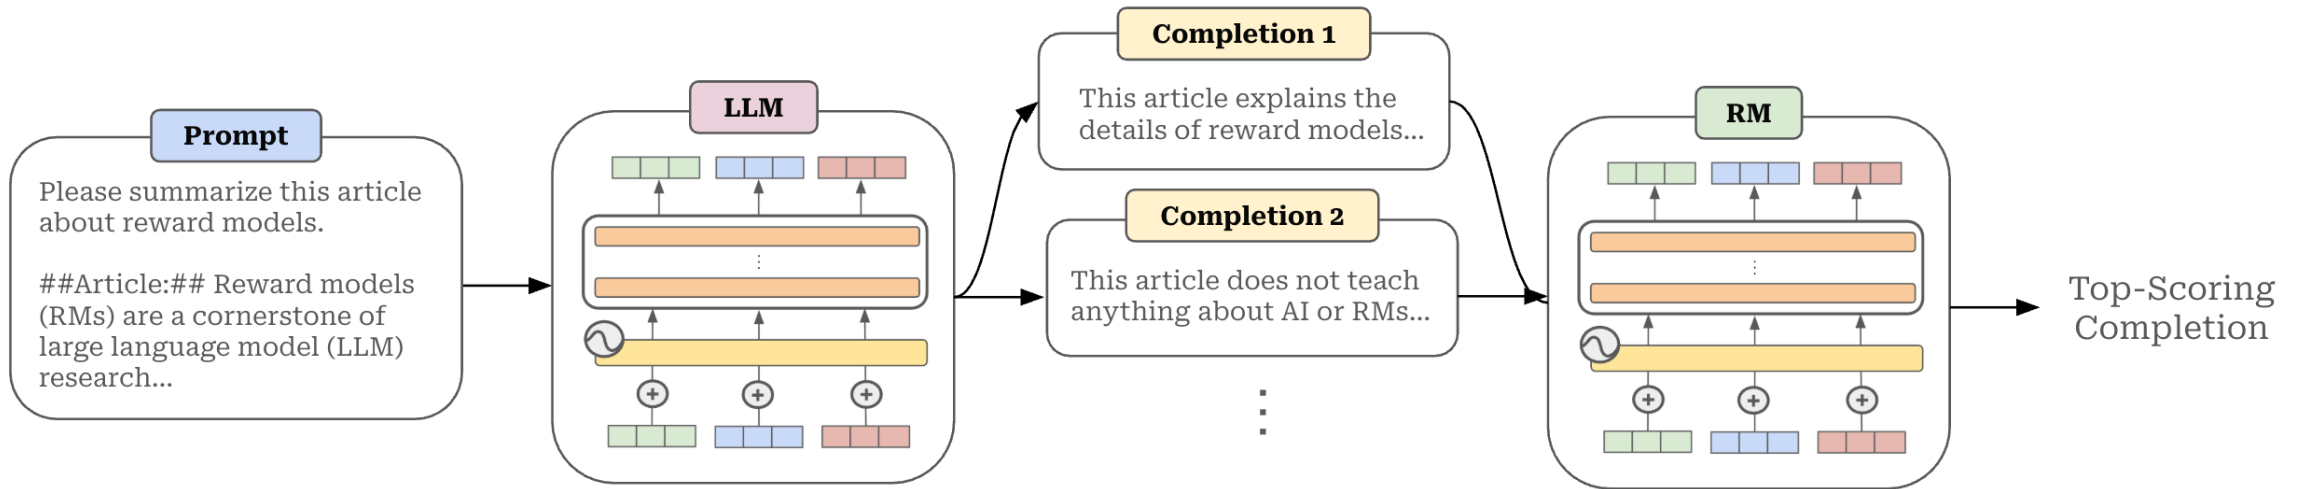 Prompt
Please summarize this article
about reward models.
##Article:## Reward models
(RMs) are a cornerstone of
large language model (LLM)
research...
LLM
Completion 1
This article explains the
details of reward models...
Completion 2
This article does not teach
anything about AI or RMs...
RM
Top-Scoring
Completion